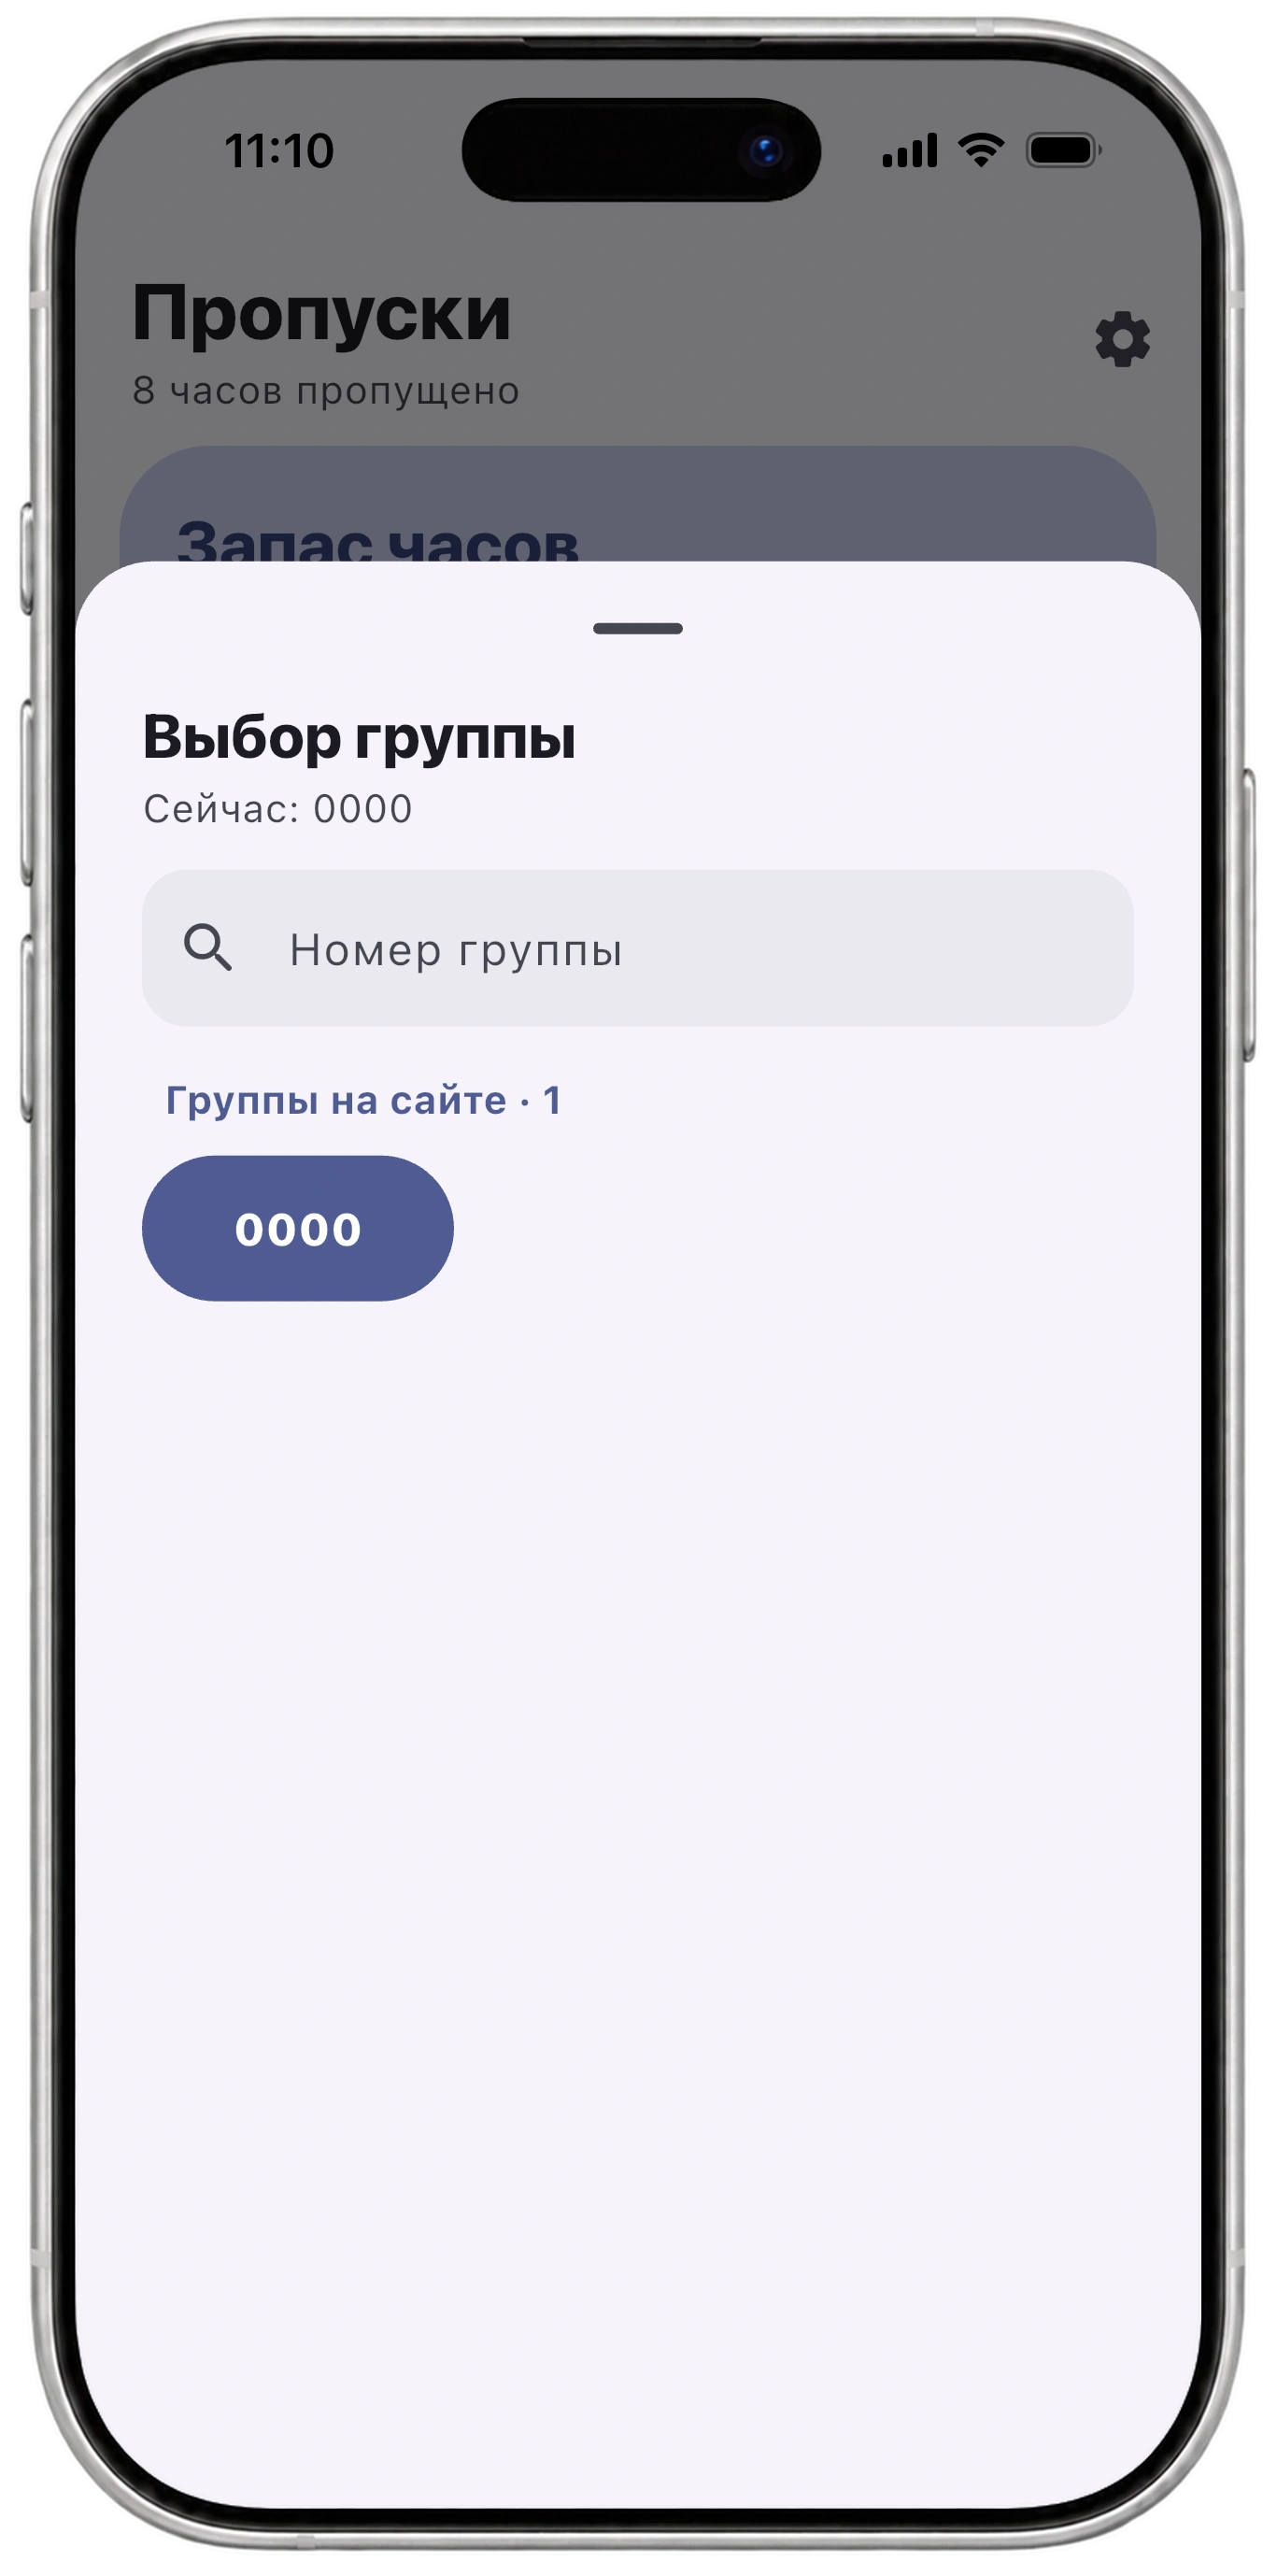 11:10
Пропуски
8 часов пропущено
Запас часов
Выбор группы
Сейчас: 0000
Номер группы
Группы на сайте · 1
0000